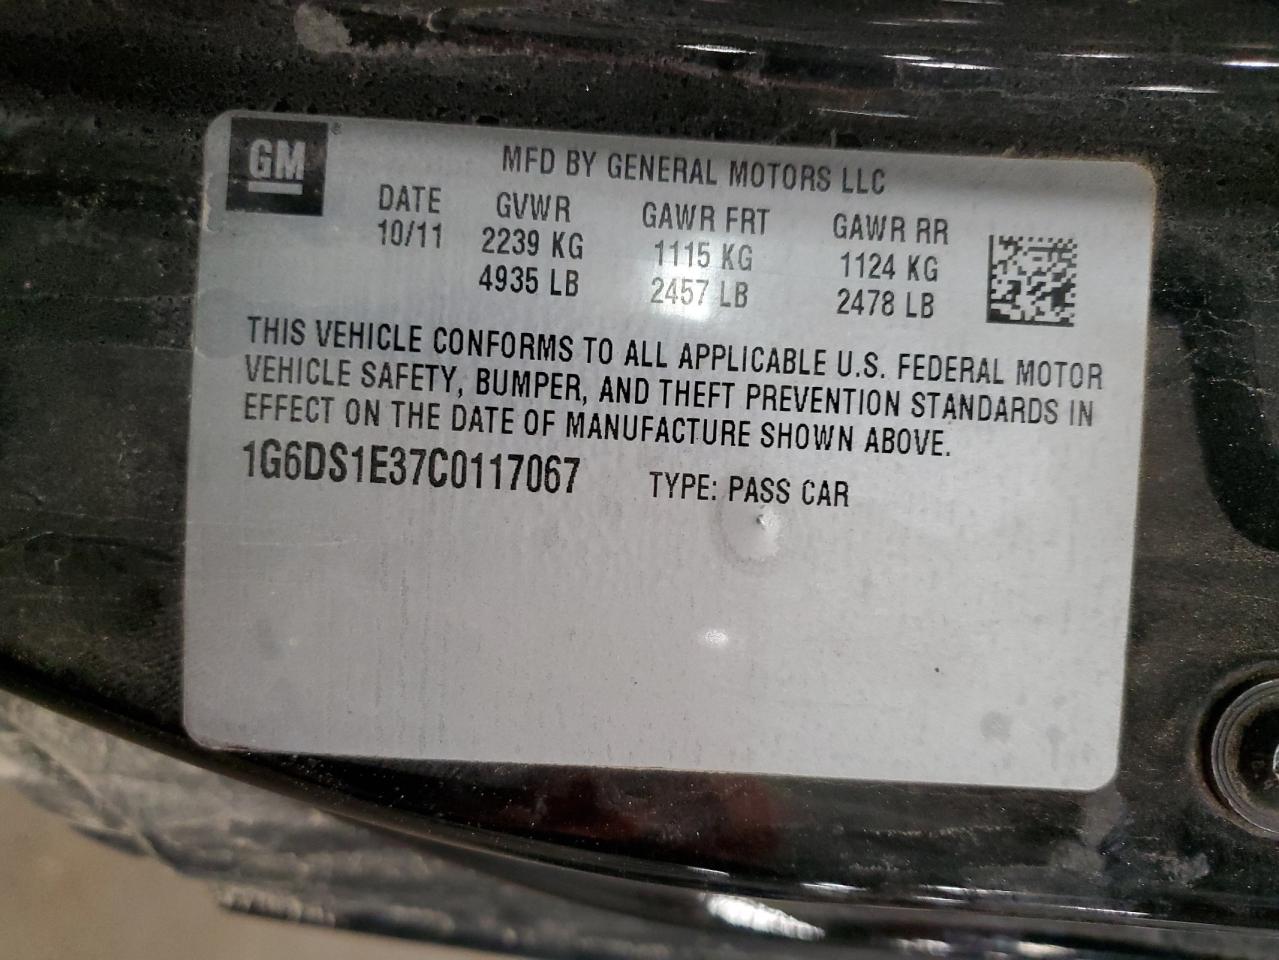 GM
®
MFD BY GENERAL MOTORS LLC
DATE GVWR GAWR FRT GAWR RR
10/11 2239 KG 1115 KG 1124 KG
4935 LB 2457 LB 2478 LB
THIS VEHICLE CONFORMS TO ALL APPLICABLE U.S. FEDERAL MOTOR
VEHICLE SAFETY, BUMPER, AND THEFT PREVENTION STANDARDS IN
EFFECT ON THE DATE OF MANUFACTURE SHOWN ABOVE.
1G6DS1E37C0117067 TYPE: PASS CAR